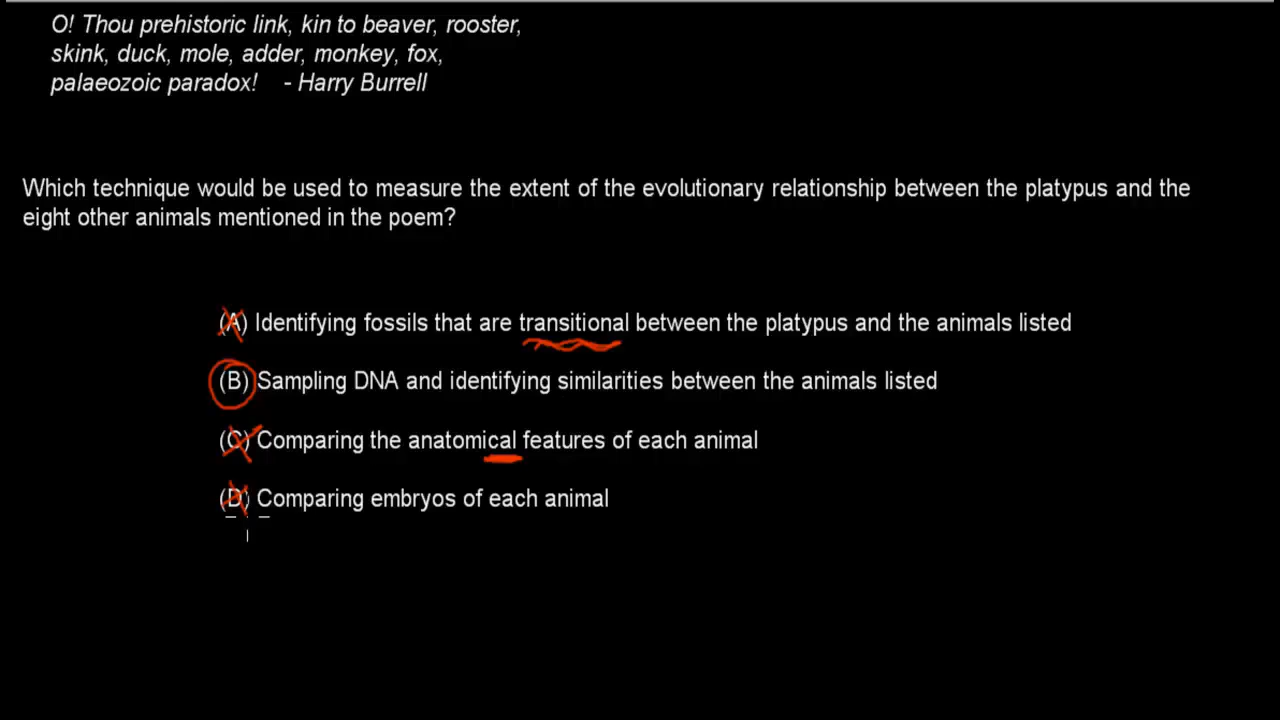 O! Thou prehistoric link, kin to beaver, rooster,
skink, duck, mole, adder, monkey, fox,
palaeozoic paradox! - Harry Burrell
Which technique would be used to measure the extent of the evolutionary relationship between the platypus and the
eight other animals mentioned in the poem?
(A) Identifying fossils that are transitional between the platypus and the animals listed
(B) Sampling DNA and identifying similarities between the animals listed
(C) Comparing the anatomical features of each animal
(D) Comparing embryos of each animal